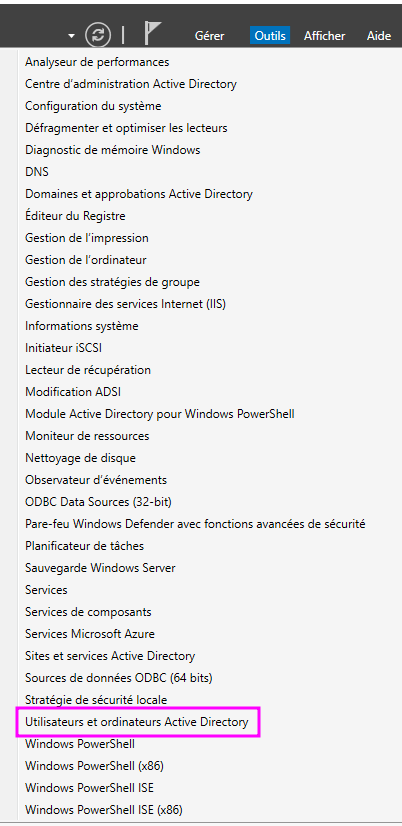 Gérer Outils Afficher Aide
Analyseur de performances
Centre d'administration Active Directory
Configuration du système
Défragmenter et optimiser les lecteurs
Diagnostic de mémoire Windows
DNS
Domaines et approbations Active Directory
Éditeur du Registre
Gestion de l'impression
Gestion de l'ordinateur
Gestion des stratégies de groupe
Gestionnaire des services Internet (IIS)
Informations système
Initiateur iSCSI
Lecteur de récupération
Modification ADSI
Module Active Directory pour Windows PowerShell
Moniteur de ressources
Nettoyage de disque
Observateur d'événements
ODBC Data Sources (32-bit)
Pare-feu Windows Defender avec fonctions avancées de sécurité
Planificateur de tâches
Sauvegarde Windows Server
Services
Services de composants
Services Microsoft Azure
Sites et services Active Directory
Sources de données ODBC (64 bits)
Stratégie de sécurité locale
Utilisateurs et ordinateurs Active Directory
Windows PowerShell
Windows PowerShell (x86)
Windows PowerShell ISE
Windows PowerShell ISE (x86)